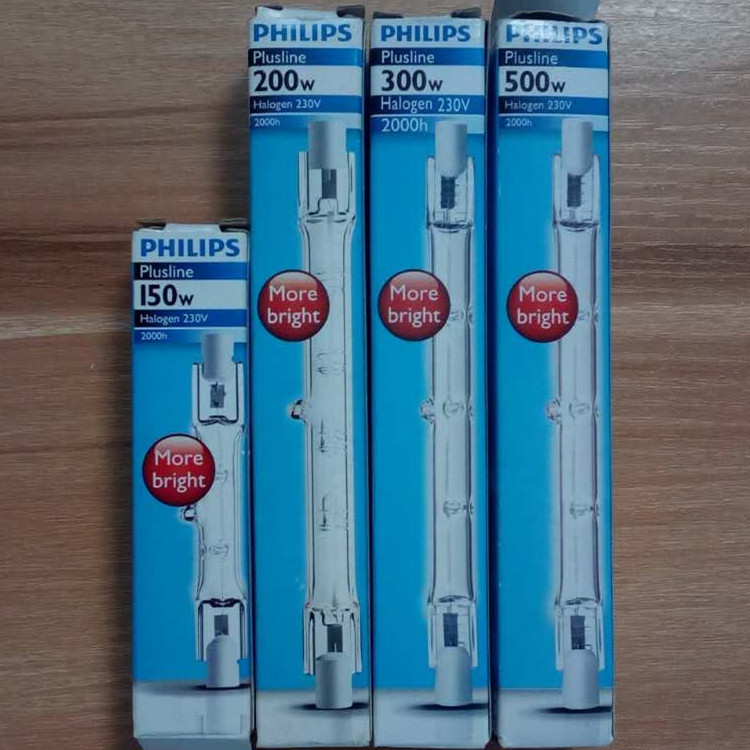 PHILIPS
Plusline
150w
Halogen 230V
2000h
More
bright
PHILIPS
Plusline
200w
Halogen 230V
2000h
More
bright
PHILIPS
Plusline
300w
Halogen 230V
2000h
More
bright
PHILIPS
Plusline
500w
Halogen 230V
2000h
More
bright